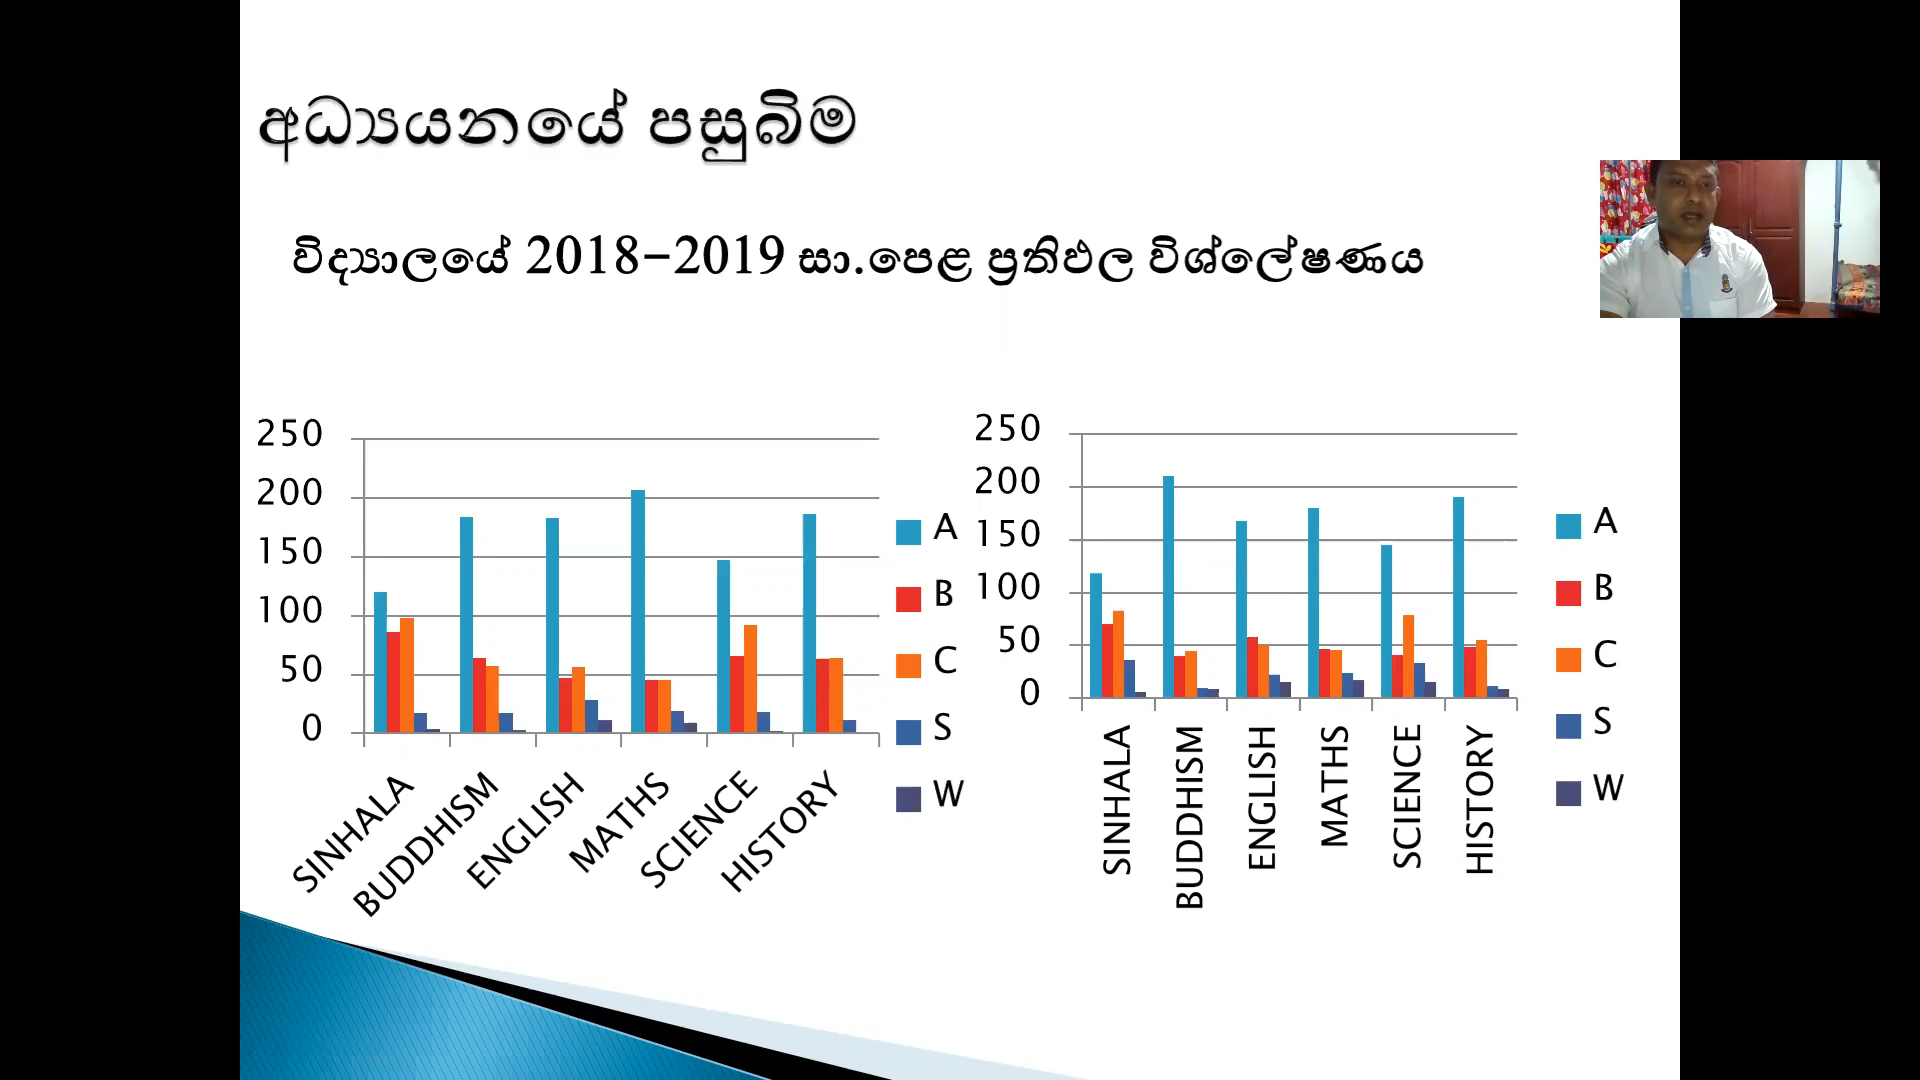 අධ්‍යයනයේ පසුබිම
විද්‍යාලයේ 2018-2019 සා.පෙළ ප්‍රතිඵල විශ්ලේෂණය
250
200
150
100
50
0
SINHALA
BUDDHISM
ENGLISH
MATHS
SCIENCE
HISTORY
A
B
C
S
W
250
200
150
100
50
0
SINHALA
BUDDHISM
ENGLISH
MATHS
SCIENCE
HISTORY
A
B
C
S
W